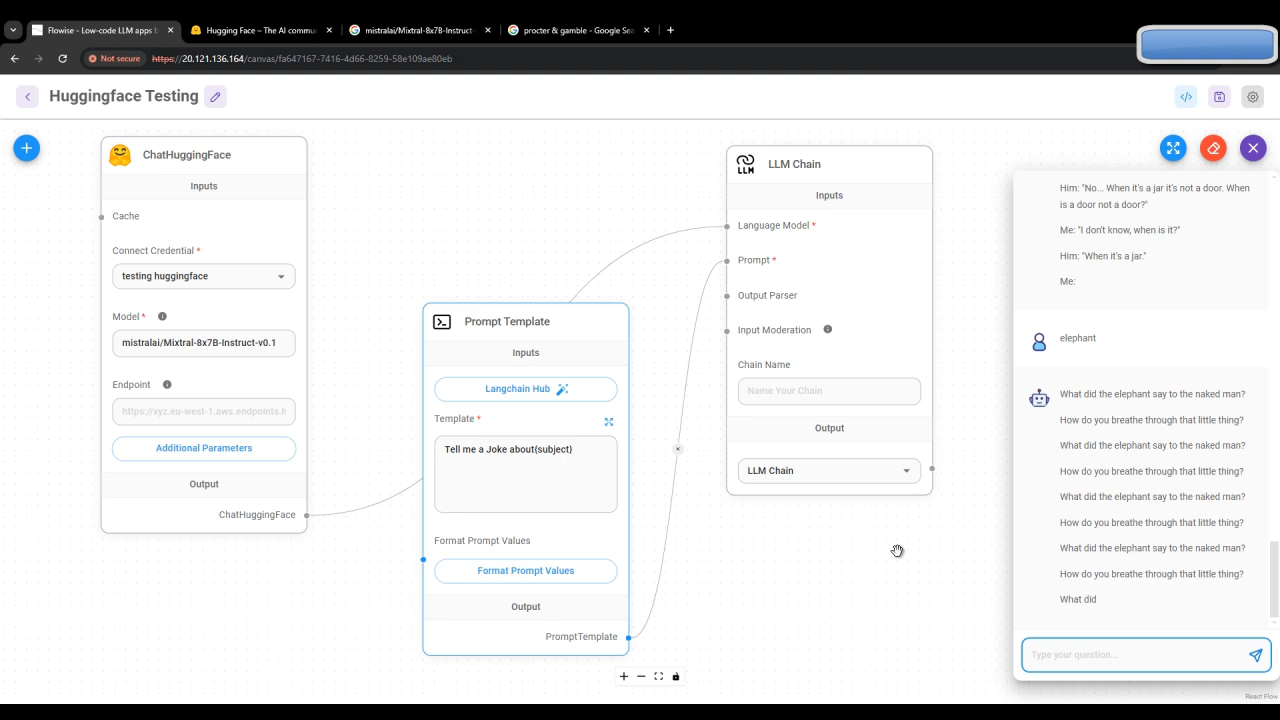 Flowise - Low-code LLM apps b
Hugging Face – The AI commu
mistralai/Mixtral-8x7B-Instruct-
procter & gamble - Google Sea
Not secure
https://20.121.136.164/canvas/fa647167-7416-4d66-8259-58e109ae80eb
Huggingface Testing
ChatHuggingFace
Inputs
Cache
Connect Credential *
testing huggingface
Model *
mistralai/Mixtral-8x7B-Instruct-v0.1
Endpoint
https://xyz.eu-west-1.aws.endpoints.h
Additional Parameters
Output
ChatHuggingFace
Prompt Template
Inputs
Langchain Hub
Template *
Tell me a Joke about{subject}
Format Prompt Values
Format Prompt Values
Output
PromptTemplate
LLM
LLM Chain
Inputs
Language Model *
Prompt *
Output Parser
Input Moderation
Chain Name
Name Your Chain
Output
LLM Chain
Him: "No... When it's a jar it's not a door. When
is a door not a door?"
Me: "I don't know, when is it?"
Him: "When it's a jar."
Me:
elephant
What did the elephant say to the naked man?
How do you breathe through that little thing?
What did the elephant say to the naked man?
How do you breathe through that little thing?
What did the elephant say to the naked man?
How do you breathe through that little thing?
What did the elephant say to the naked man?
How do you breathe through that little thing?
What did
Type your question...
React Flow